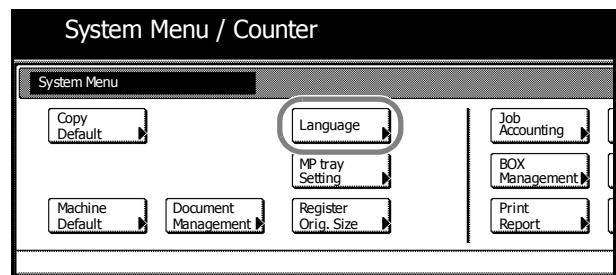 System Menu / Counter
System Menu
Copy
Default
Language
Job
Accounting
MP tray
Setting
BOX
Management
Machine
Default
Document
Management
Register
Orig. Size
Print
Report